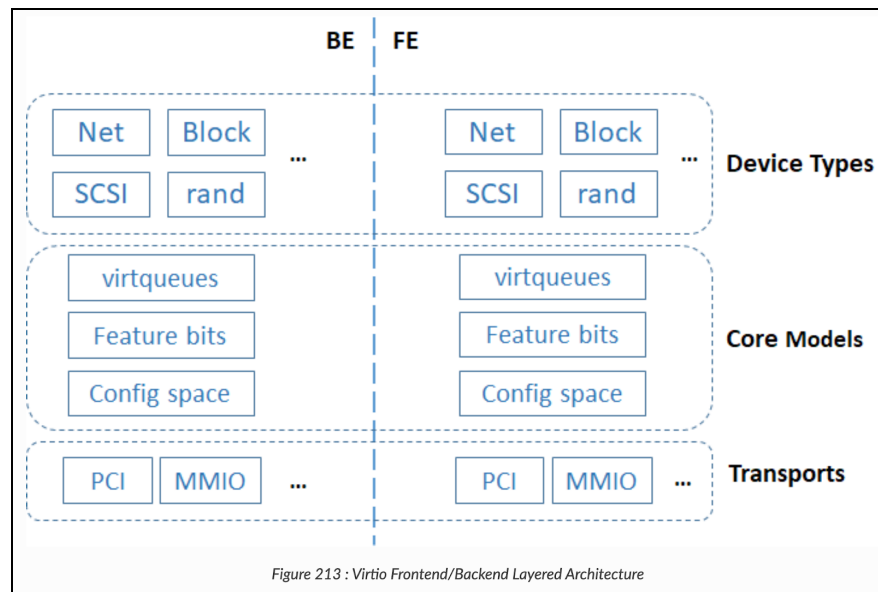 BE FE
Net Block ... Net Block ...
Device Types
SCSI rand SCSI rand
virtqueues virtqueues
Feature bits Feature bits
Core Models
Config space Config space
PCI MMIO ... PCI MMIO ...
Transports
Figure 213 : Virtio Frontend/Backend Layered Architecture